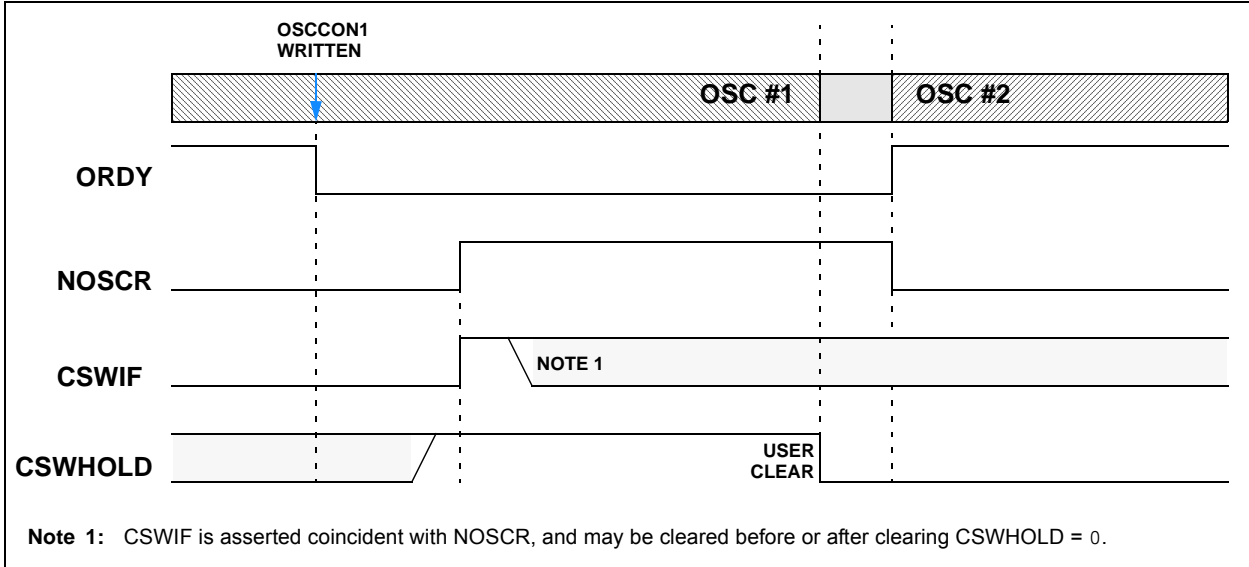 OSCCON1
WRITTEN
OSC #1
OSC #2
ORDY
NOSCR
CSWIF
NOTE 1
CSWHOLD
USER
CLEAR
Note 1: CSWIF is asserted coincident with NOSCR, and may be cleared before or after clearing CSWHOLD = 0.